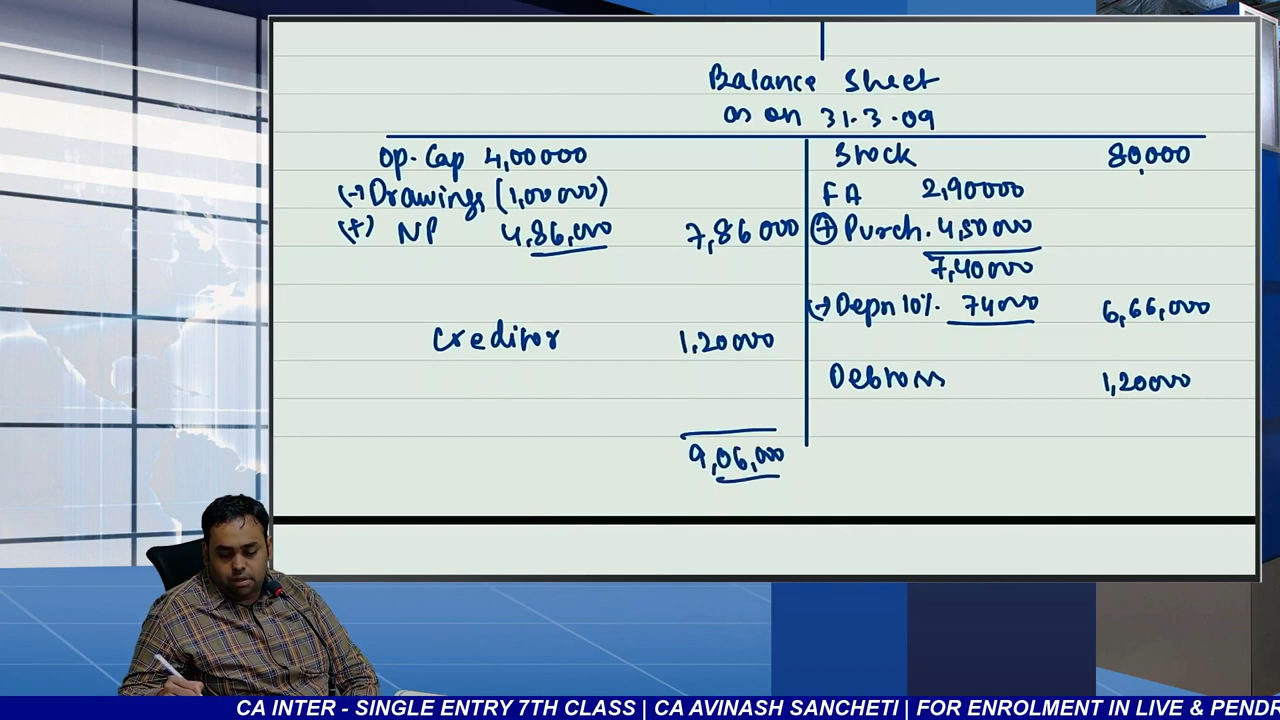 Balance Sheet
as on 31.3.09
Op. Cap 4,00000
(-) Drawings (1,00000)
(+) NP 4,86,000 7,86000
Creditor 1,20000
9,06,000
Stock 80,000
FA 2,90000
(+) Purch. 4,50000
7,40000
(-) Depn 10% 74000 6,66,000
Debtors 1,20000
CA INTER - SINGLE ENTRY 7TH CLASS | CA AVINASH SANCHETI | FOR ENROLMENT IN LIVE & PENDR